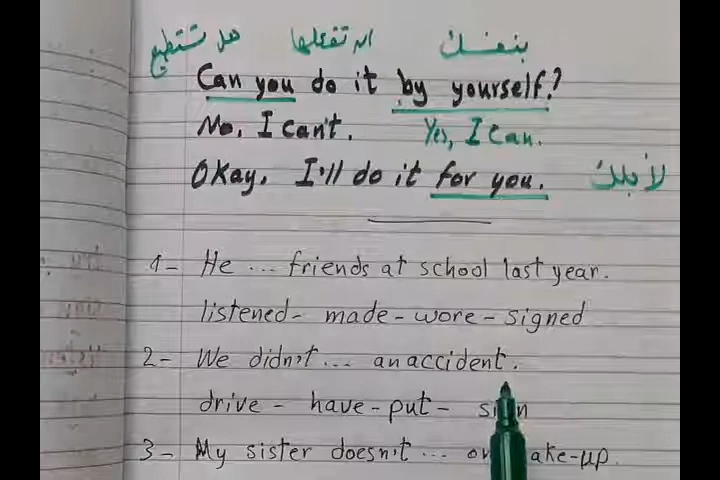 هل تستطيع ان تفعلها بنفسك
Can you do it by yourself?
No, I can't. Yes, I can.
Okay. I'll do it for you. لأجلك
1- He ... friends at school last year.
listened- made- wore- signed
2- We didn't ... an accident.
drive - have- put-
3- My sister doesn't ...